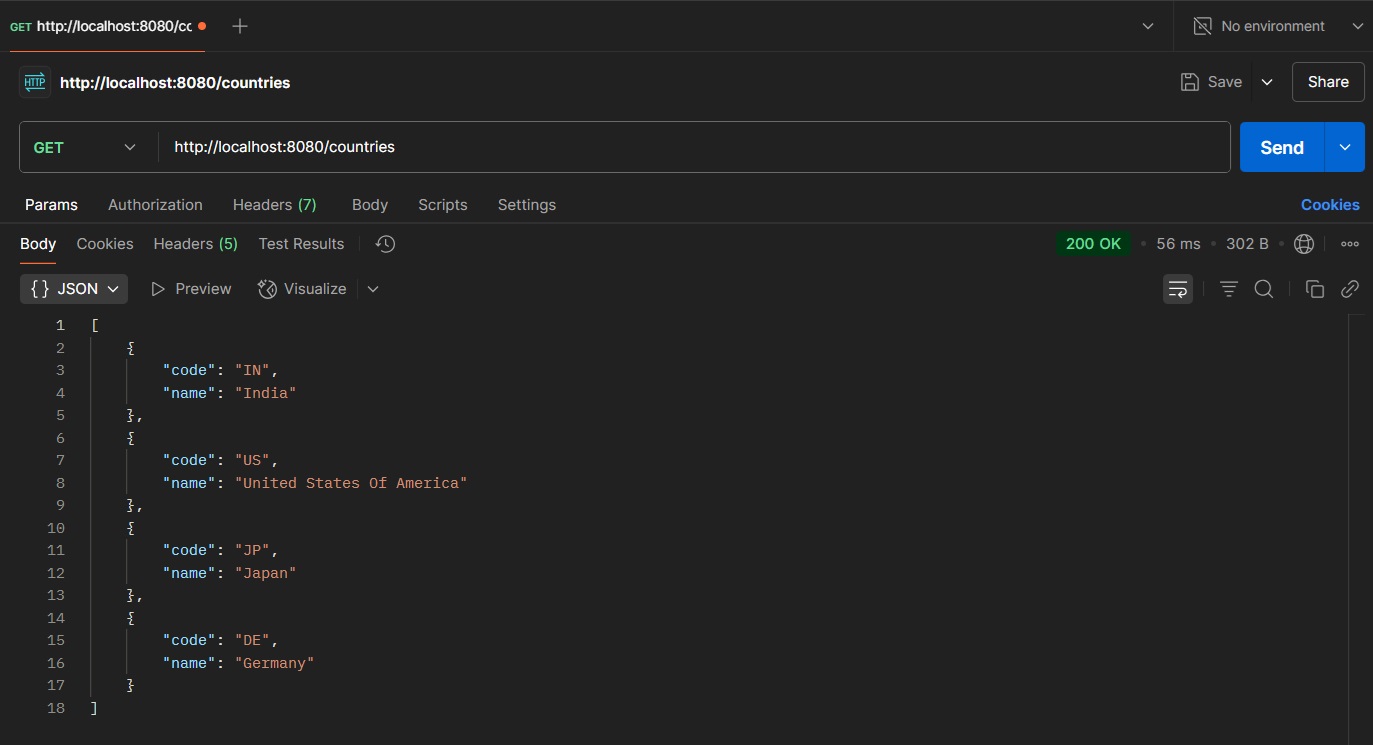 GET http://localhost:8080/cc
No environment
HTTP http://localhost:8080/countries
Save
Share
GET http://localhost:8080/countries
Send
Params Authorization Headers (7) Body Scripts Settings
Cookies
Body Cookies Headers (5) Test Results
200 OK • 56 ms • 302 B •
{} JSON Preview Visualize
1 [
2 {
3 "code": "IN",
4 "name": "India"
5 },
6 {
7 "code": "US",
8 "name": "United States Of America"
9 },
10 {
11 "code": "JP",
12 "name": "Japan"
13 },
14 {
15 "code": "DE",
16 "name": "Germany"
17 }
18 ]